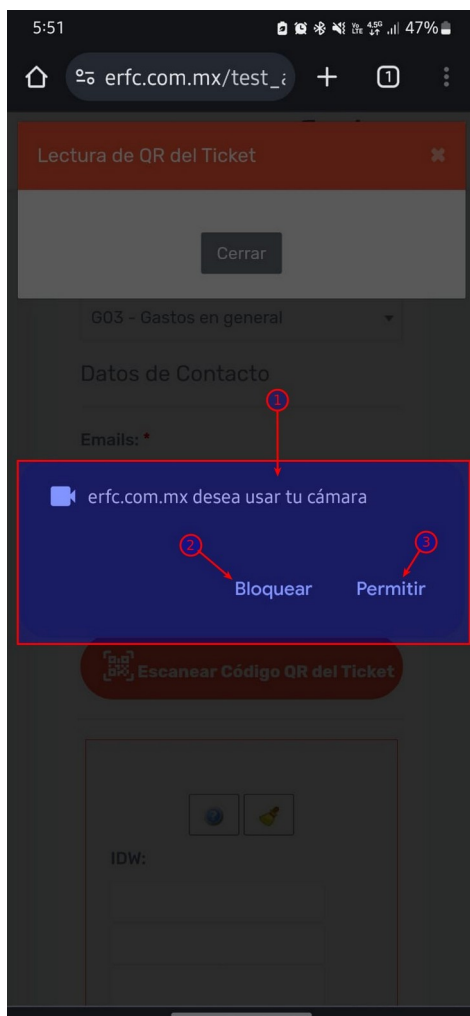 5:51
47%
erfc.com.mx/test_
1
Lectura de QR del Ticket
Cerrar
G03 - Gastos en general
Datos de Contacto
1
Emails: *
erfc.com.mx desea usar tu cámara
2
3
Bloquear Permitir
Escanear Código QR del Ticket
IDW: